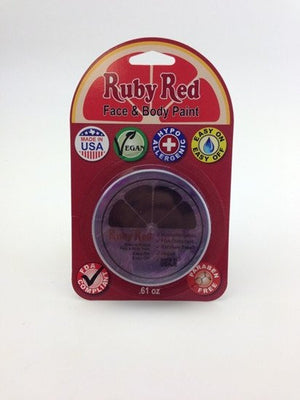 Ruby Red
Face & Body Paint
MADE IN
USA
VEGAN
HYPO
ALLERGENIC
EASY ON
EASY OFF
Ruby Red
FDA
COMPLIANT
PARABEN
FREE
.61 oz